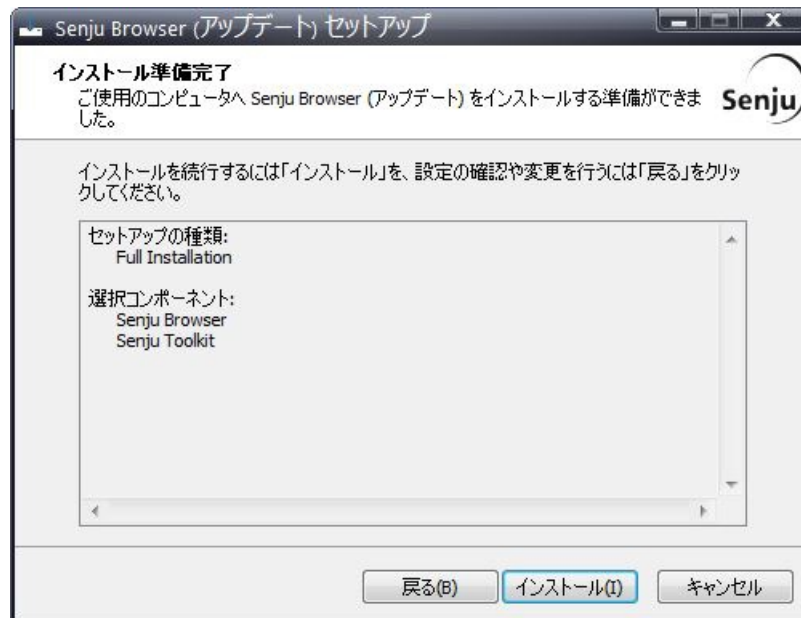 Senju Browser (アップデート) セットアップ
インストール準備完了
ご使用のコンピュータへ Senju Browser (アップデート) をインストールする準備ができま
した。
Senju
インストールを続行するには「インストール」を、設定の確認や変更を行うには「戻る」をクリッ
クしてください。
セットアップの種類:
Full Installation
選択コンポーネント:
Senju Browser
Senju Toolkit
戻る(B)
インストール(I)
キャンセル